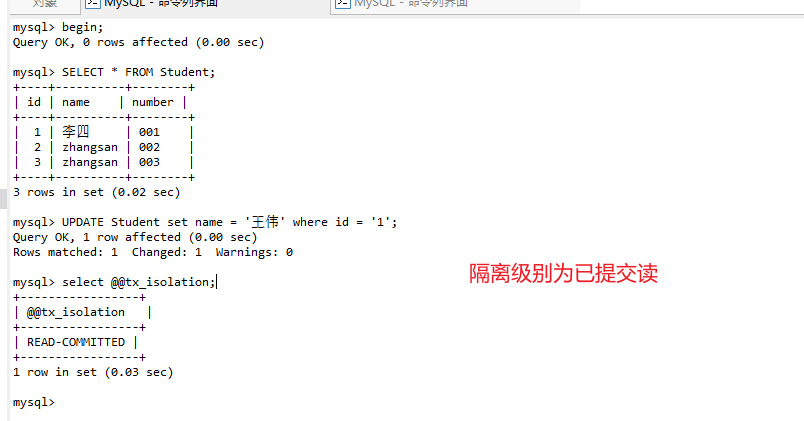 对象
MySQL - 命令列界面
MySQL - 命令列界面
mysql> begin;
Query OK, 0 rows affected (0.00 sec)
mysql> SELECT * FROM Student;
+----+----------+--------+
| id | name     | number |
+----+----------+--------+
|  1 | 李四     | 001    |
|  2 | zhangsan | 002    |
|  3 | zhangsan | 003    |
+----+----------+--------+
3 rows in set (0.02 sec)
mysql> UPDATE Student set name = '王伟' where id = '1';
Query OK, 1 row affected (0.00 sec)
Rows matched: 1  Changed: 1  Warnings: 0
mysql> select @@tx_isolation;
隔离级别为已提交读
+----------------+
| @@tx_isolation   |
+----------------+
| READ-COMMITTED |
+----------------+
1 row in set (0.03 sec)
mysql>